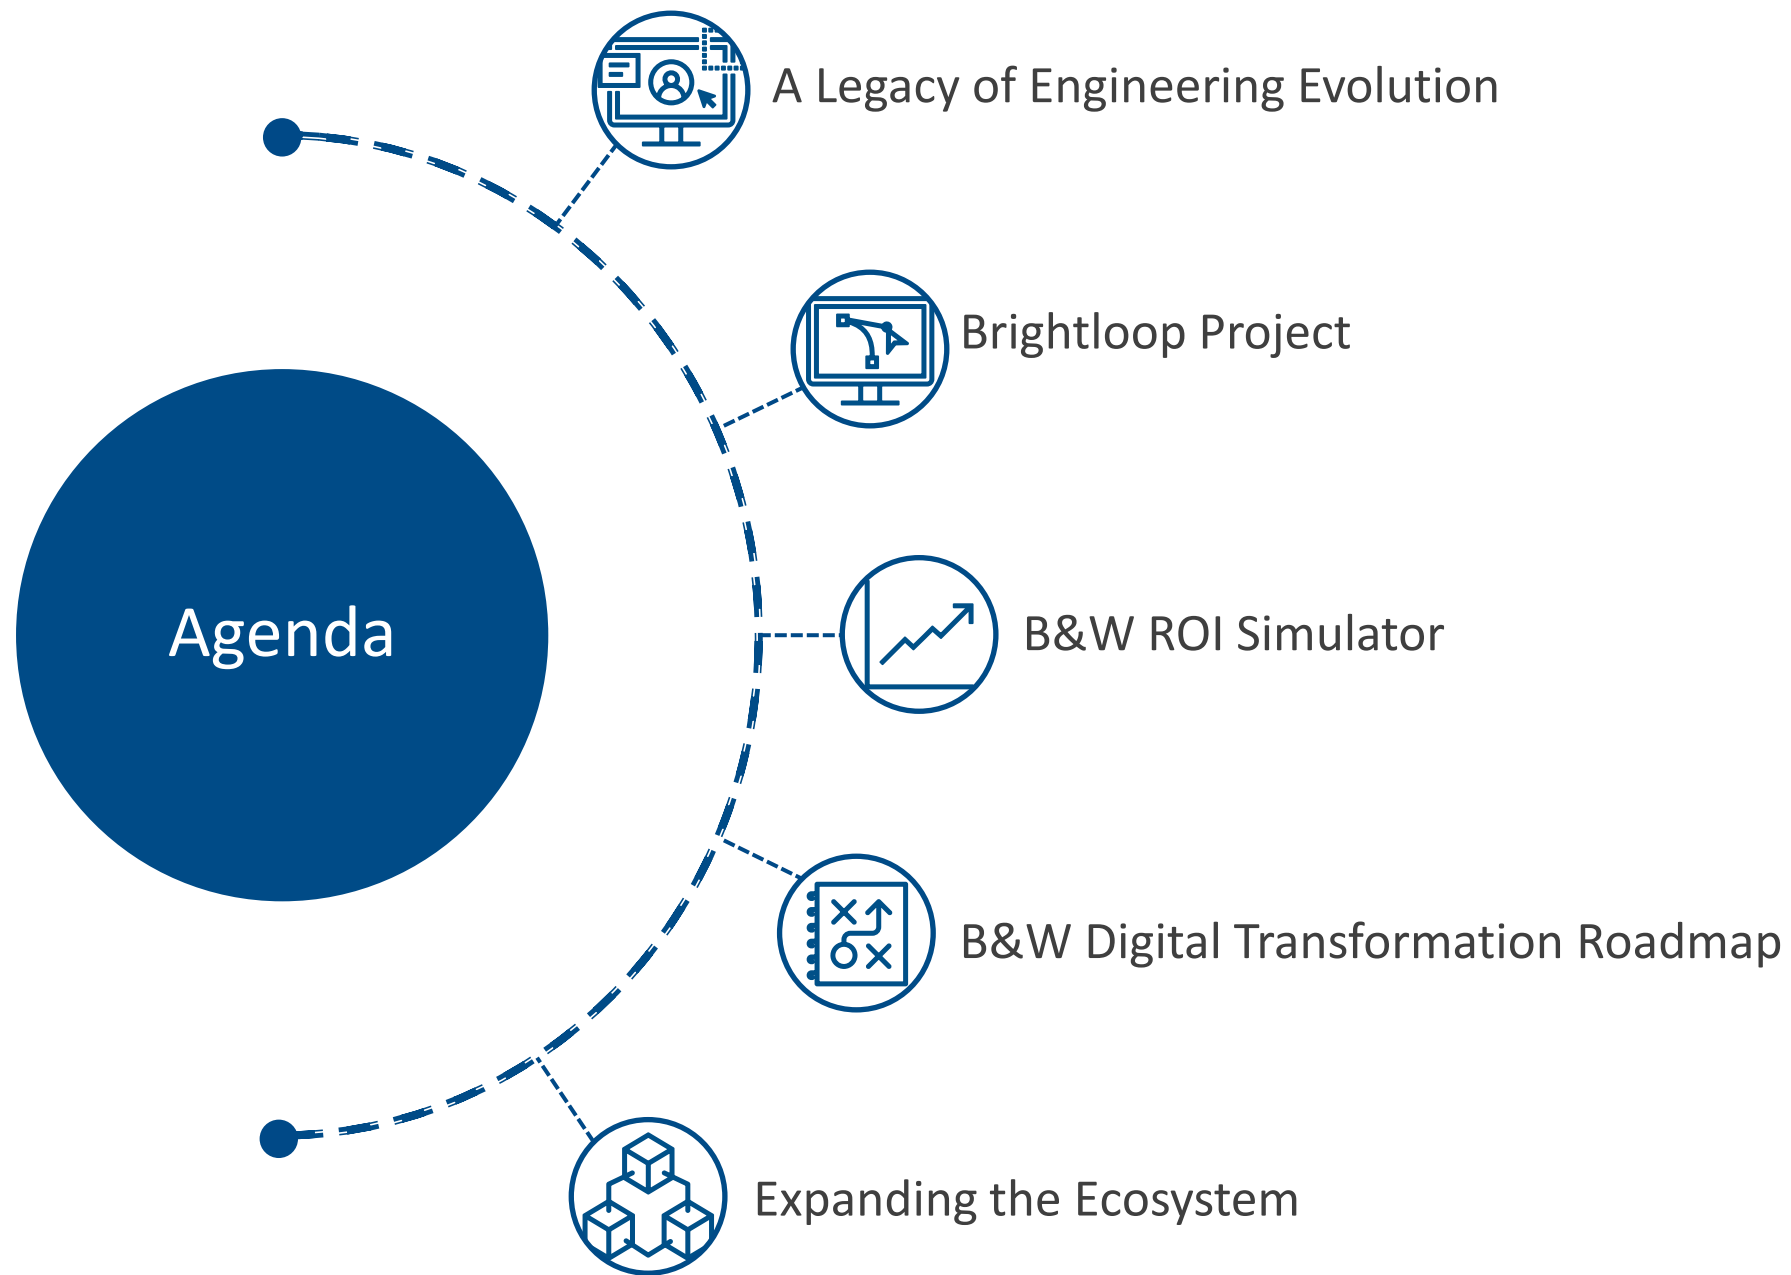 A Legacy of Engineering Evolution
Brightloop Project
Agenda
B&W ROI Simulator
B&W Digital Transformation Roadmap
Expanding the Ecosystem